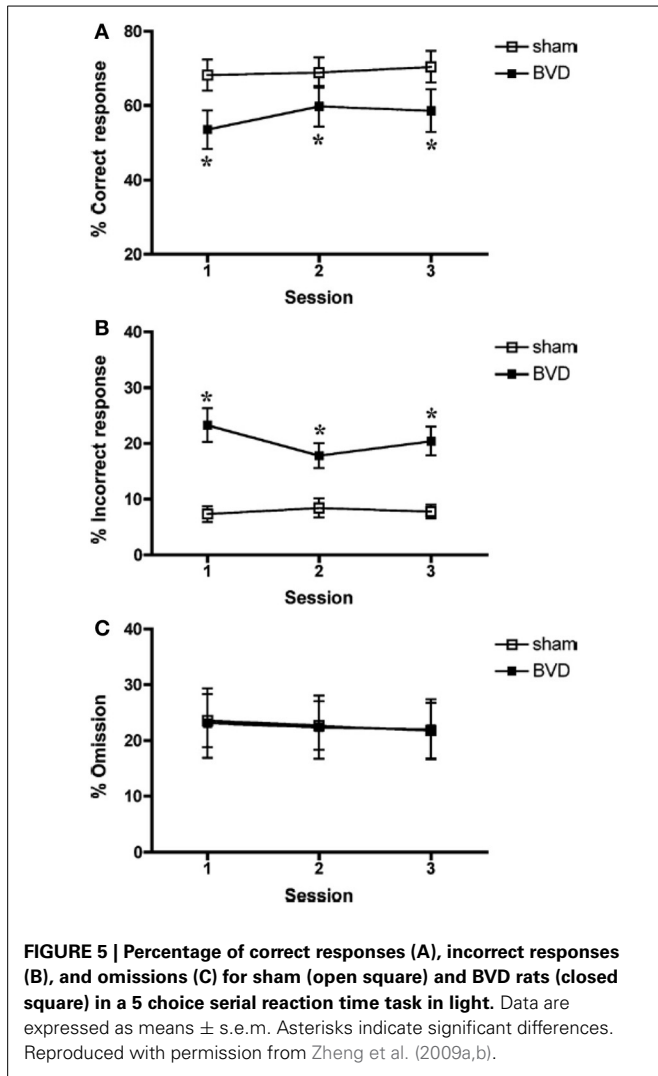 A
80
60
40
20
% Correct response
1 2 3
Session
sham
BVD
* * *
B
40
30
20
10
0
% Incorrect response
1 2 3
Session
sham
BVD
* * *
C
40
30
20
10
0
% Omission
1 2 3
Session
sham
BVD
FIGURE 5 | Percentage of correct responses (A), incorrect responses
(B), and omissions (C) for sham (open square) and BVD rats (closed
square) in a 5 choice serial reaction time task in light. Data are
expressed as means ± s.e.m. Asterisks indicate significant differences.
Reproduced with permission from Zheng et al. (2009a,b).